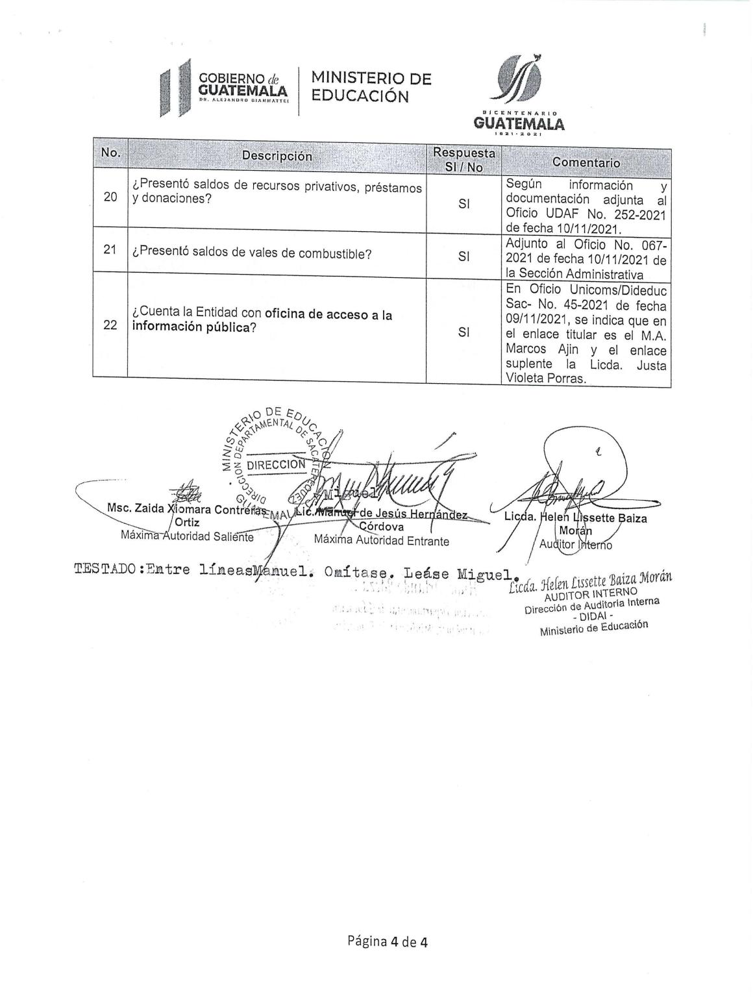 GOBIERNO de
GUATEMALA
DR. ALEJANDRO GIAMMATTEI
MINISTERIO DE
EDUCACIÓN
BICENTENARIO
GUATEMALA
1821-2021
No.
Descripción
Respuesta
SI / No
Comentario
20
¿Presentó saldos de recursos privativos, préstamos
y donaciones?
SI
Según información y
documentación adjunta al
Oficio UDAF No. 252-2021
de fecha 10/11/2021.
21
¿Presentó saldos de vales de combustible?
SI
Adjunto al Oficio No. 067-
2021 de fecha 10/11/2021 de
la Sección Administrativa
22
¿Cuenta la Entidad con oficina de acceso a la
información pública?
SI
En Oficio Unicoms/Dideduc
Sac- No. 45-2021 de fecha
09/11/2021, se indica que en
el enlace titular es el M.A.
Marcos Ajin y el enlace
suplente la Licda. Justa
Violeta Porras.
MINISTERIO DE EDUCACION
DIRECCION DEPARTAMENTAL DE SACATEPEQUEZ
DIRECCION
GUATEMALA
Msc. Zaida Xiomara Contreras
Ortiz
Máxima Autoridad Saliente
Miguel
Lic. Manuel de Jesús Hernández
Córdova
Máxima Autoridad Entrante
Licda. Helen Lissette Baiza
Morán
Auditor Interno
TESTADO:Entre líneasManuel. Omítase. Leáse Miguel.
Licda. Helen Lissette Baiza Morán
AUDITOR INTERNO
Dirección de Auditoría Interna
- DIDAI -
Ministerio de Educación
Página 4 de 4